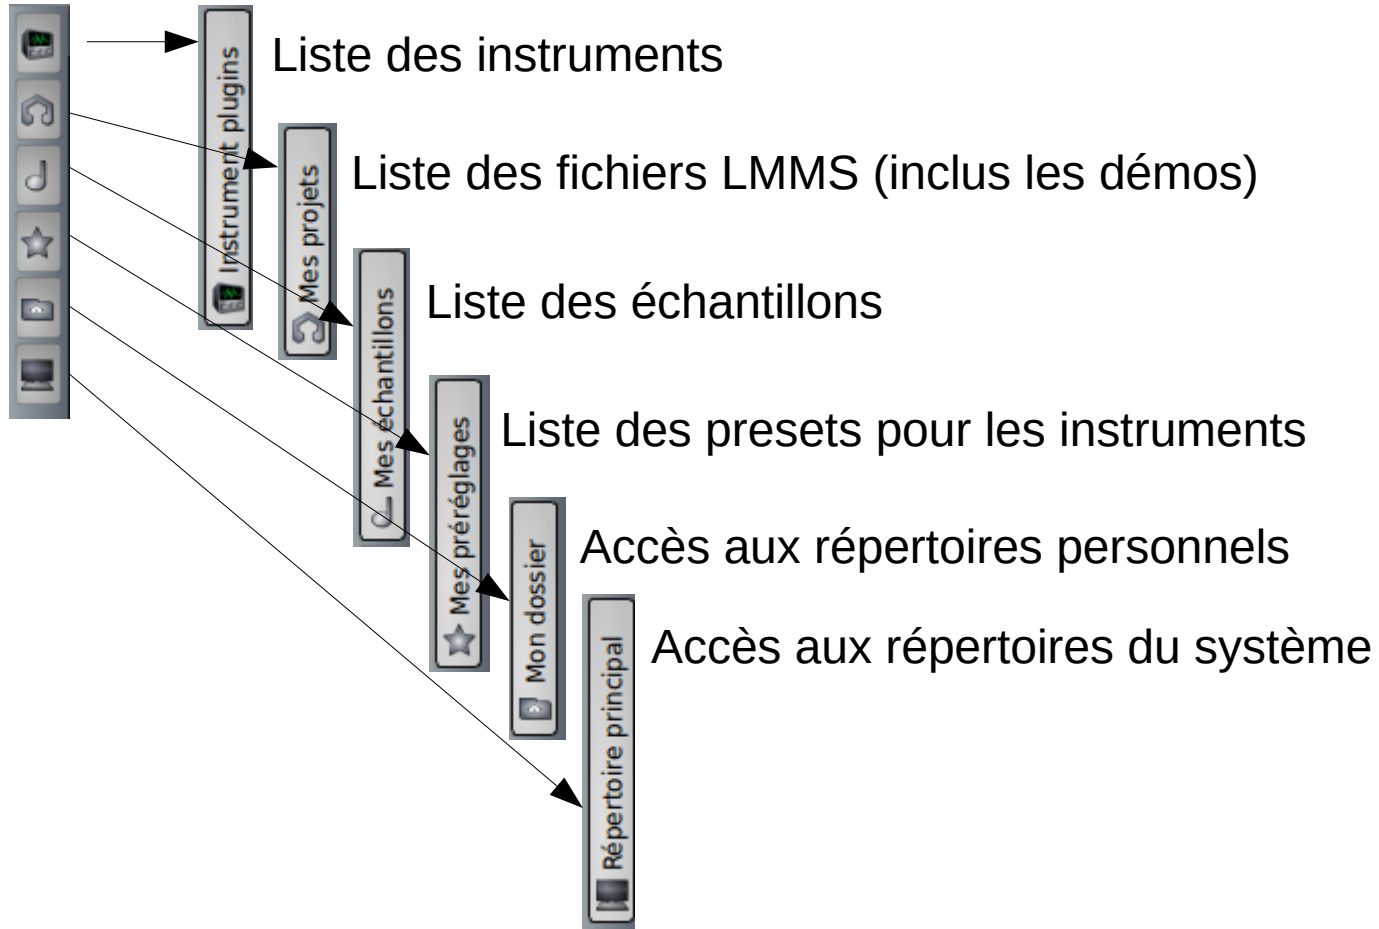 Liste des instruments
Instrument plugins
Liste des fichiers LMMS (inclus les démos)
Mes projets
Liste des échantillons
Mes échantillons
Liste des presets pour les instruments
Mes préréglages
Accès aux répertoires personnels
Mon dossier
Accès aux répertoires du système
Répertoire principal